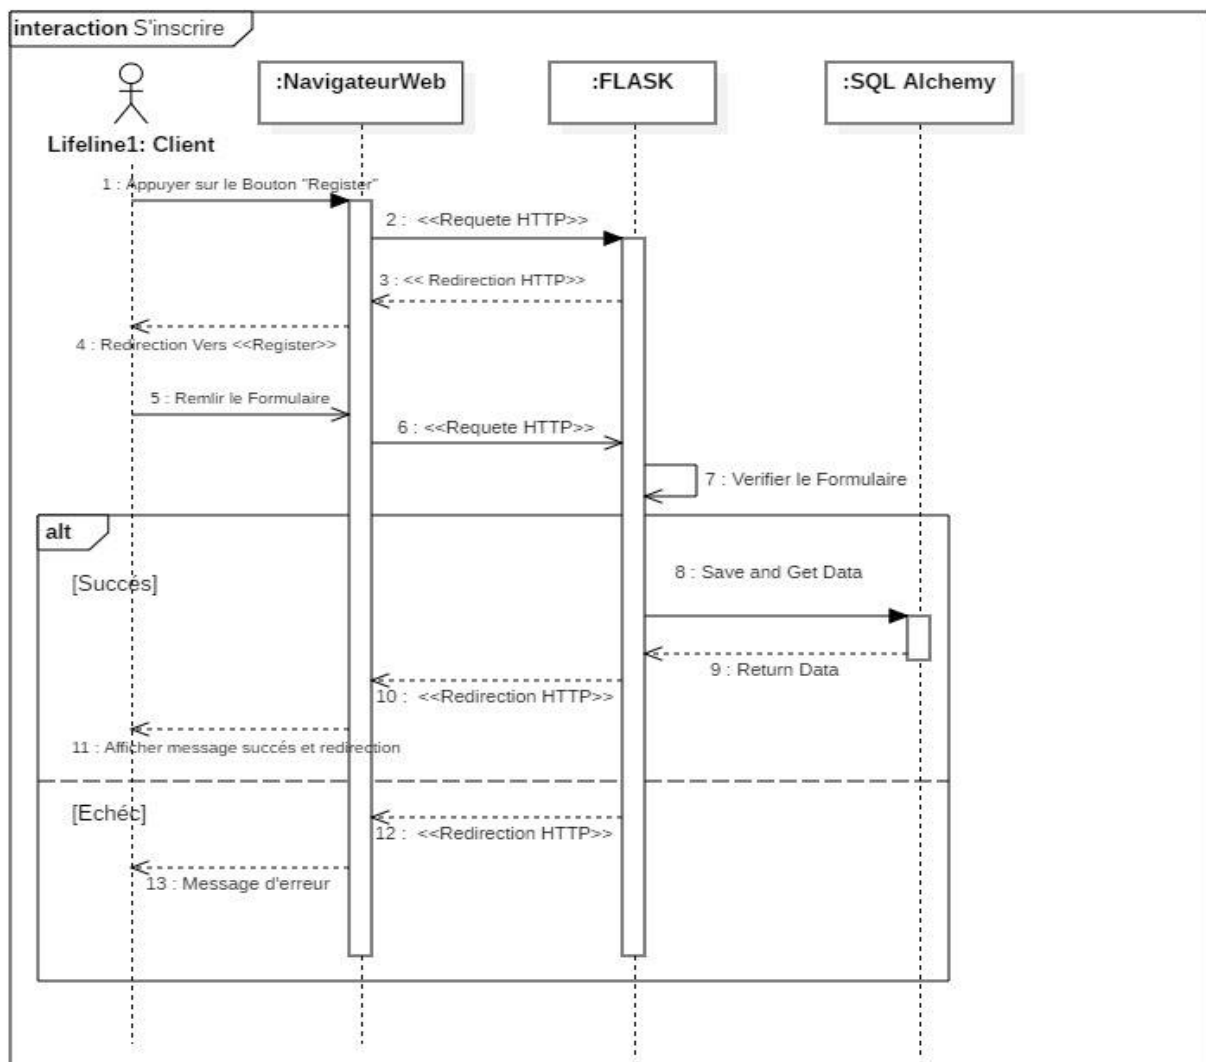 interaction S'inscrire
:NavigateurWeb
:FLASK
:SQL Alchemy
Lifeline1: Client
1 : Appuyer sur le Bouton "Register"
2 : <<Requete HTTP>>
3 : << Redirection HTTP>>
4 : Redirection Vers <<Register>>
5 : Remlir le Formulaire
6 : <<Requete HTTP>>
7 : Verifier le Formulaire
alt
[Succés]
8 : Save and Get Data
9 : Return Data
10 : <<Redirection HTTP>>
11 : Afficher message succés et redirection
[Echéc]
12 : <<Redirection HTTP>>
13 : Message d'erreur